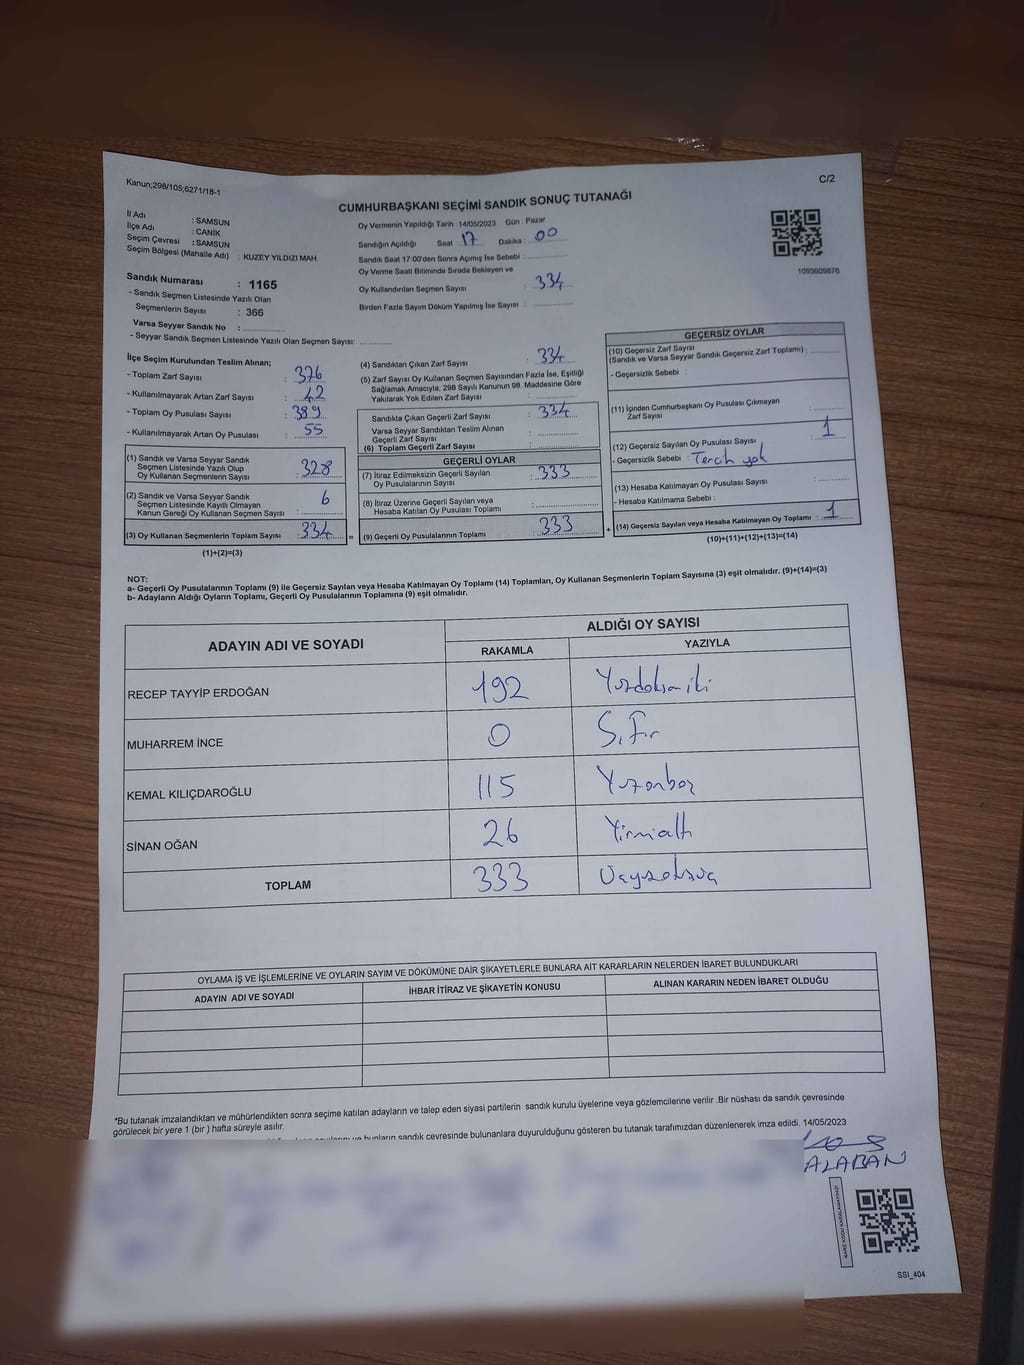 Kanun;298/105;6271/18-1
C/2
CUMHURBAŞKANI SEÇİMİ SANDIK SONUÇ TUTANAĞI
İl Adı : SAMSUN
İlçe Adı : CANİK
Seçim Çevresi : SAMSUN
Seçim Bölgesi (Mahalle Adı) : KUZEY YILDIZI MAH.
Oy Vermenin Yapıldığı Tarih :14/05/2023 Gün : Pazar
Sandığın Açıldığı Saat : 17 Dakika : 00
Sandık Saat 17:00'den Sonra Açımış İse Sebebi :
Oy Verme Saati Bitiminde Sırada Bekleyen ve
Oy Kullandırılan Seçmen Sayısı : 334
Birden Fazla Sayım Döküm Yapılmış İse Sayısı :
1093609876
Sandık Numarası : 1165
- Sandık Seçmen Listesinde Yazılı Olan
Seçmenlerin Sayısı : 366
Varsa Seyyar Sandık No :
- Seyyar Sandık Seçmen Listesinde Yazılı Olan Seçmen Sayısı:
İlçe Seçim Kurulundan Teslim Alınan;
- Toplam Zarf Sayısı : 376
- Kullanılmayarak Artan Zarf Sayısı : 42
- Toplam Oy Pusulası Sayısı : 389
- Kullanılmayarak Artan Oy Pusulası : 55
(1) Sandık ve Varsa Seyyar Sandık
Seçmen Listesinde Yazılı Olup
Oy Kullanan Seçmenlerin Sayısı : 328
(2) Sandık ve Varsa Seyyar Sandık
Seçmen Listesinde Kayıtlı Olmayan
Kanun Gereği Oy Kullanan Seçmen Sayısı : 6
(3) Oy Kullanan Seçmenlerin Toplam Sayısı : 334 =
(1)+(2)=(3)
(4) Sandıktan Çıkan Zarf Sayısı : 334
(5) Zarf Sayısı Oy Kullanan Seçmen Sayısından Fazla İse, Eşitliği
Sağlamak Amacıyla, 298 Sayılı Kanunun 98. Maddesine Göre
Yakılarak Yok Edilen Zarf Sayısı :
Sandıkta Çıkan Geçerli Zarf Sayısı : 334
Varsa Seyyar Sandıktan Teslim Alınan
Geçerli Zarf Sayısı :
(6) Toplam Geçerli Zarf Sayısı :
GEÇERLİ OYLAR
(7) İtiraz Edilmeksizin Geçerli Sayılan
Oy Pusulasının Sayısı : 333
(8) İtiraz Üzerine Geçerli Sayılan veya
Hesaba Katılan Oy Pusulası Toplamı :
(9) Geçerli Oy Pusulalarının Toplamı : 333 +
GEÇERSİZ OYLAR
(10) Geçersiz Zarf Sayısı
(Sandık ve Varsa Seyyar Sandık Geçersiz Zarf Toplamı) :
- Geçersizlik Sebebi :
(11) İçinden Cumhurbaşkanı Oy Pusulası Çıkmayan
Zarf Sayısı :
(12) Geçersiz Sayılan Oy Pusulası Sayısı : 1
- Geçersizlik Sebebi : Tercih yok
(13) Hesaba Katılmayan Oy Pusulası Sayısı :
- Hesaba Katılmama Sebebi :
(14) Geçersiz Sayılan veya Hesaba Katılmayan Oy Toplamı : 1
(10)+(11)+(12)+(13)=(14)
NOT:
a- Geçerli Oy Pusulalarının Toplamı (9) ile Geçersiz Sayılan veya Hesaba Katılmayan Oy Toplamı (14) Toplamları, Oy Kullanan Seçmenlerin Toplam Sayısına (3) eşit olmalıdır. (9)+(14)=(3)
b- Adayların Aldığı Oyların Toplamı, Geçerli Oy Pusulalarının Toplamına (9) eşit olmalıdır.
ADAYIN ADI VE SOYADI ALDIĞI OY SAYISI
RAKAMLA YAZIYLA
RECEP TAYYİP ERDOĞAN 192 Yüzdoksaniki
MUHARREM İNCE 0 Sıfır
KEMAL KILIÇDAROĞLU 115 Yüzonbeş
SİNAN OĞAN 26 Yirmialtı
TOPLAM 333 Üçyüzotuzüç
OYLAMA İŞ VE İŞLEMLERİNE VE OYLARIN SAYIM VE DÖKÜMÜNE DAİR ŞİKAYETLERLE BUNLARA AİT KARARLARIN NELERDEN İBARET BULUNDUKLARI
ADAYIN ADI VE SOYADI İHBAR İTİRAZ VE ŞİKAYETİN KONUSU ALINAN KARARIN NEDEN İBARET OLDUĞU
*Bu tutanak imzalandıktan ve mühürlendikten sonra seçime katılan adayların ve talep eden siyasi partilerin sandık kurulu üyelerine veya gözlemcilerine verilir .Bir nüshası da sandık çevresinde
görülecek bir yere 1 (bir ) hafta süreyle asılır.
bunların sandık çevresinde bulunanlara duyurulduğunu gösteren bu tutanak tarafımızdan düzenlenerek imza edildi. 14/05/2023
ALABAN
KARE KODU KARALAMAYINIZ!
SSI_404